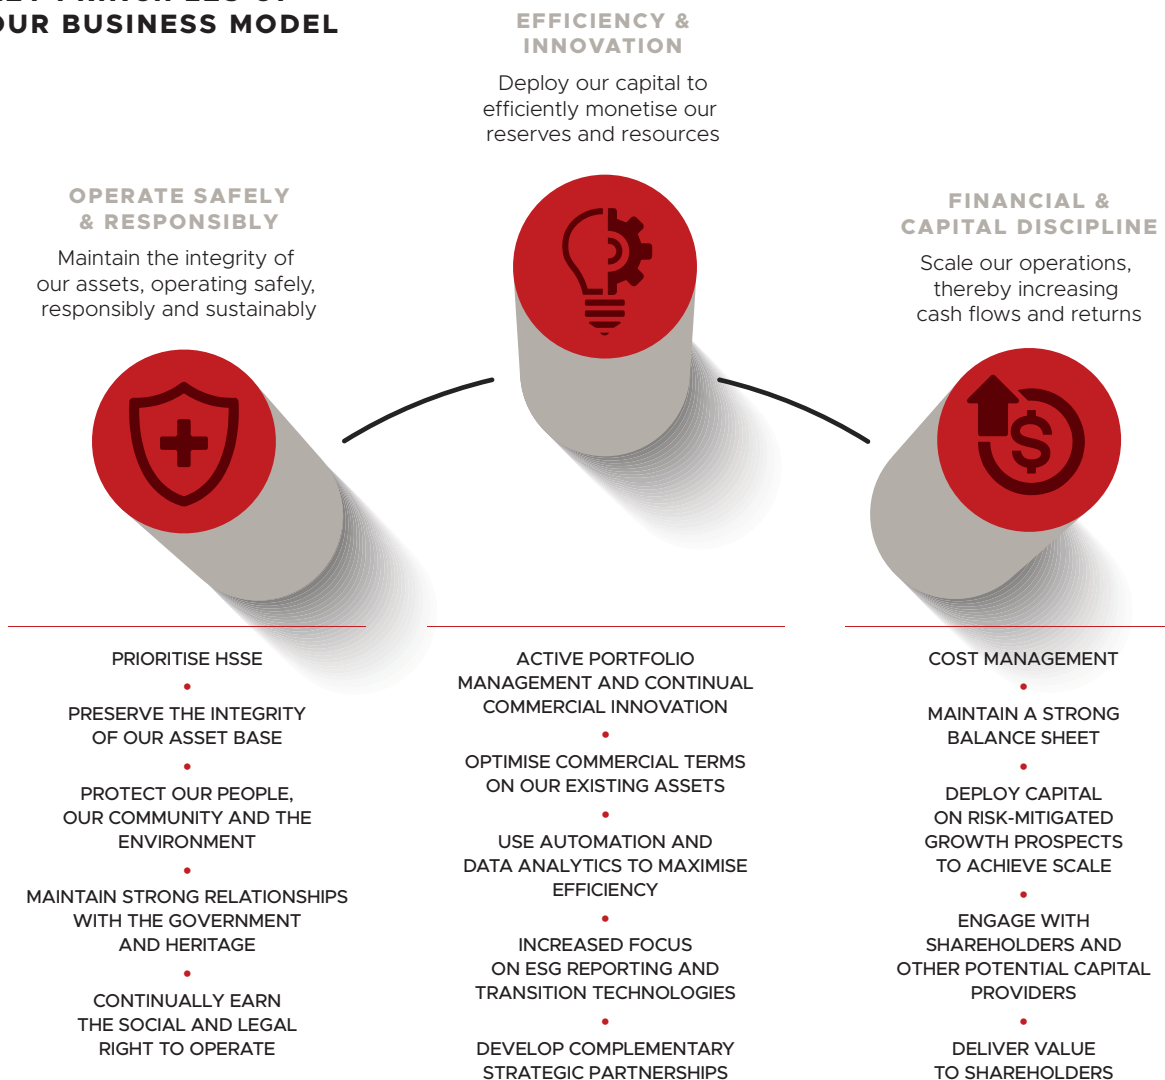 OUR BUSINESS MODEL
EFFICIENCY &
INNOVATION
Deploy our capital to
efficiently monetise our
reserves and resources
OPERATE SAFELY
& RESPONSIBLY
Maintain the integrity of
our assets, operating safely,
responsibly and sustainably
FINANCIAL &
CAPITAL DISCIPLINE
Scale our operations,
thereby increasing
cash flows and returns
$
PRIORITISE HSSE
•
PRESERVE THE INTEGRITY
OF OUR ASSET BASE
•
PROTECT OUR PEOPLE,
OUR COMMUNITY AND THE
ENVIRONMENT
•
MAINTAIN STRONG RELATIONSHIPS
WITH THE GOVERNMENT
AND HERITAGE
•
CONTINUALLY EARN
THE SOCIAL AND LEGAL
RIGHT TO OPERATE
ACTIVE PORTFOLIO
MANAGEMENT AND CONTINUAL
COMMERCIAL INNOVATION
•
OPTIMISE COMMERCIAL TERMS
ON OUR EXISTING ASSETS
•
USE AUTOMATION AND
DATA ANALYTICS TO MAXIMISE
EFFICIENCY
•
INCREASED FOCUS
ON ESG REPORTING AND
TRANSITION TECHNOLOGIES
•
DEVELOP COMPLEMENTARY
STRATEGIC PARTNERSHIPS
COST MANAGEMENT
•
MAINTAIN A STRONG
BALANCE SHEET
•
DEPLOY CAPITAL
ON RISK-MITIGATED
GROWTH PROSPECTS
TO ACHIEVE SCALE
•
ENGAGE WITH
SHAREHOLDERS AND
OTHER POTENTIAL CAPITAL
PROVIDERS
•
DELIVER VALUE
TO SHAREHOLDERS